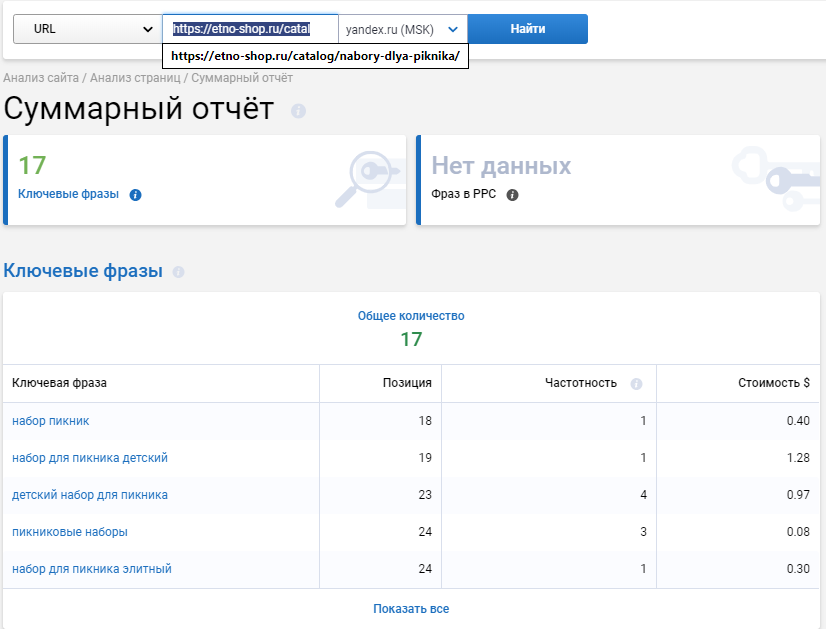 URL https://etno-shop.ru/catal yandex.ru (MSK) Найти
https://etno-shop.ru/catalog/nabory-dlya-piknika/
Анализ сайта / Анализ страниц / Суммарный отчёт
Суммарный отчёт
17
Ключевые фразы
Нет данных
Фраз в PPC
Ключевые фразы
Общее количество
17
Ключевая фраза Позиция Частотность Стоимость $
набор пикник 18 1 0.40
набор для пикника детский 19 1 1.28
детский набор для пикника 23 4 0.97
пикниковые наборы 24 3 0.08
набор для пикника элитный 24 1 0.30
Показать все